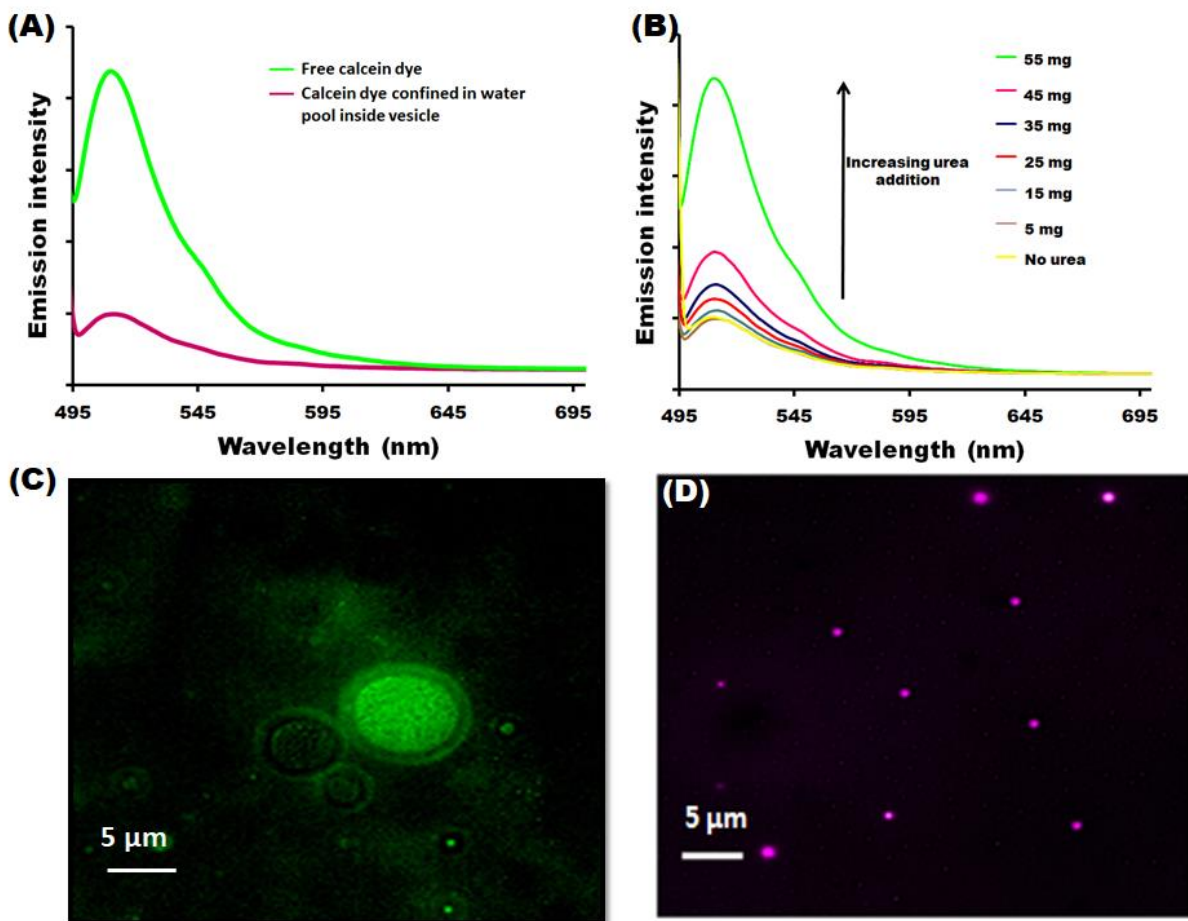 (A)
Emission intensity
Free calcein dye
Calcein dye confined in water
pool inside vesicle
495 545 595 645 695
Wavelength (nm)
(B)
Emission intensity
Increasing urea
addition
55 mg
45 mg
35 mg
25 mg
15 mg
5 mg
No urea
495 545 595 645 695
Wavelength (nm)
(C)
5 µm
(D)
5 µm